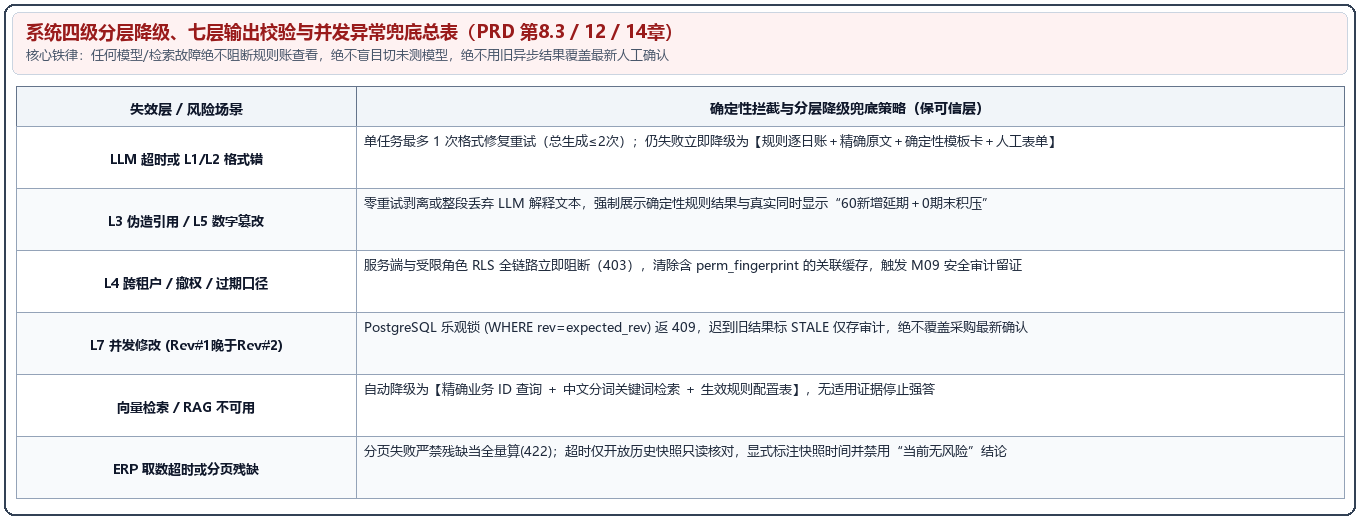 系统四级分层降级、七层输出校验与并发异常兜底总表（PRD 第8.3 / 12 / 14章）
核心铁律：任何模型/检索故障绝不阻断规则账查看，绝不盲目切未测模型，绝不用旧异步结果覆盖最新人工确认
失效层 / 风险场景
确定性拦截与分层降级兜底策略（保可信层）
LLM 超时或 L1/L2 格式错
单任务最多 1 次格式修复重试（总生成≤2次）；仍失败立即降级为【规则逐日账＋精确原文＋确定性模板卡＋人工表单】
L3 伪造引用 / L5 数字篡改
零重试剥离或整段丢弃 LLM 解释文本，强制展示确定性规则结果与真实同时显示“60新增延期＋0期末积压”
L4 跨租户 / 撤权 / 过期口径
服务端与受限角色 RLS 全链路立即阻断（403），清除含 perm_fingerprint 的关联缓存，触发 M09 安全审计留证
L7 并发修改 (Rev#1晚于Rev#2)
PostgreSQL 乐观锁 (WHERE rev=expected_rev) 返 409，迟到旧结果标 STALE 仅存审计，绝不覆盖采购最新确认
向量检索 / RAG 不可用
自动降级为【精确业务 ID 查询 ＋ 中文分词关键词检索 ＋ 生效规则配置表】，无适用证据停止强答
ERP 取数超时或分页残缺
分页失败严禁残缺当全量算(422)；超时仅开放历史快照只读核对，显式标注快照时间并禁用“当前无风险”结论